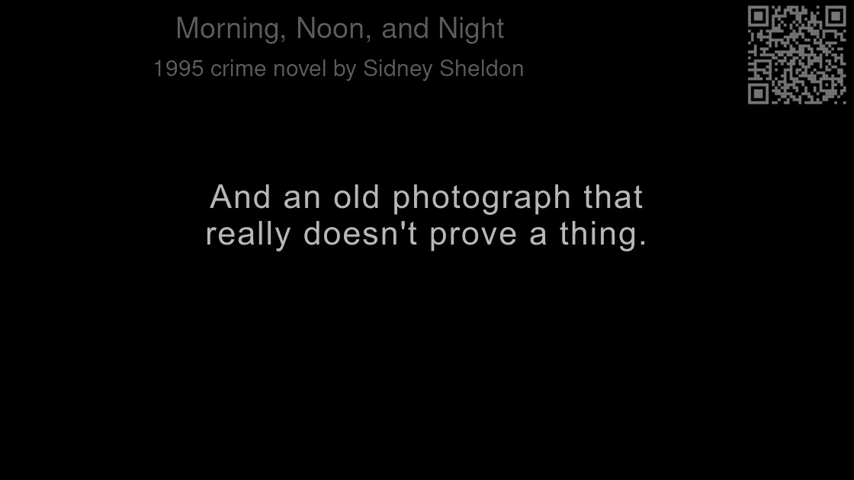 Morning, Noon, and Night
1995 crime novel by Sidney Sheldon
And an old photograph that
really doesn't prove a thing.